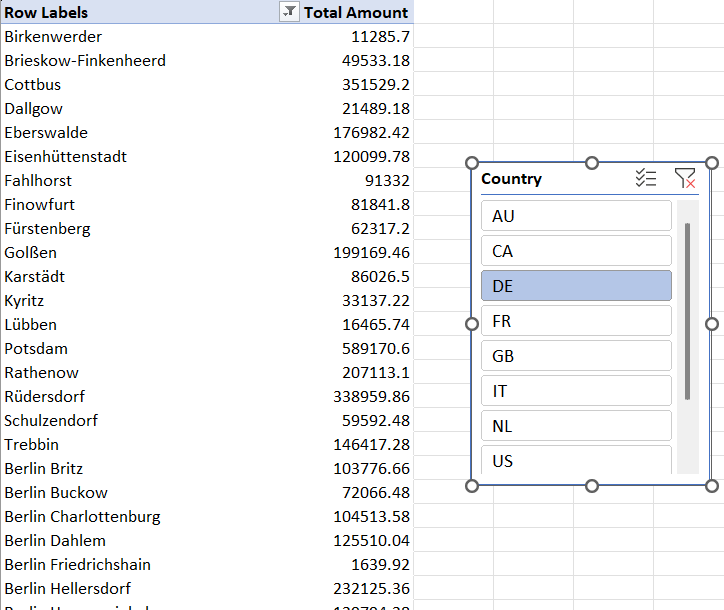 Row Labels Total Amount
Birkenwerder 11285.7
Brieskow-Finkenheerd 49533.18
Cottbus 351529.2
Dallgow 21489.18
Eberswalde 176982.42
Eisenhüttenstadt 120099.78
Fahlhorst 91332
Finowfurt 81841.8
Fürstenberg 62317.2
Golßen 199169.46
Karstädt 86026.5
Kyritz 33137.22
Lübben 16465.74
Potsdam 589170.6
Rathenow 207113.1
Rüdersdorf 338959.86
Schulzendorf 59592.48
Trebbin 146417.28
Berlin Britz 103776.66
Berlin Buckow 72066.48
Berlin Charlottenburg 104513.58
Berlin Dahlem 125510.04
Berlin Friedrichshain 1639.92
Berlin Hellersdorf 232125.36
Country
AU
CA
DE
FR
GB
IT
NL
US